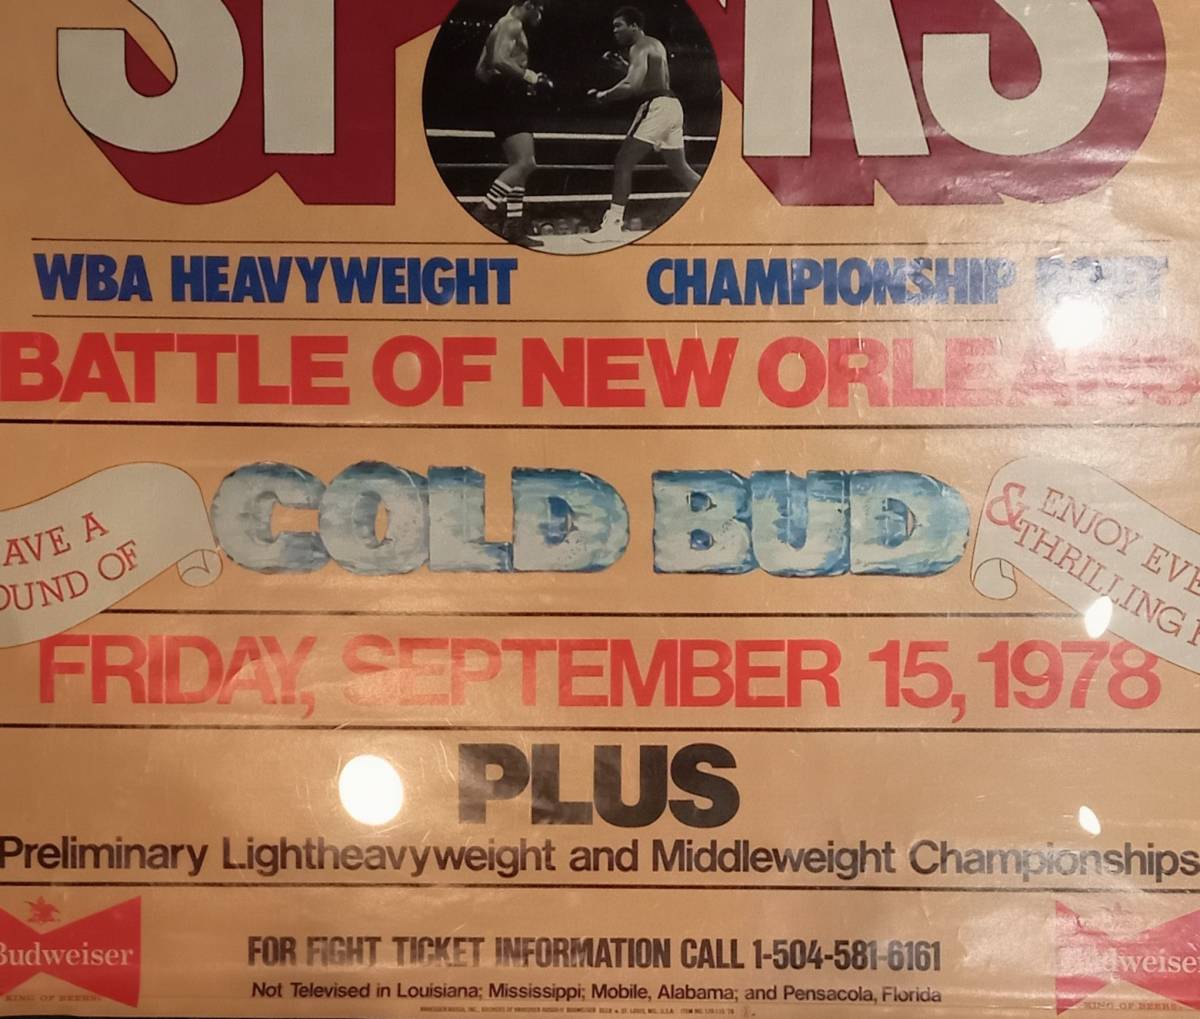 SPINKS
WBA HEAVYWEIGHT CHAMPIONSHIP
BATTLE OF NEW ORLEANS
AVE A
OUND OF
COLD BUD
& ENJOY EVE
THRILLING
FRIDAY, SEPTEMBER 15, 1978
PLUS
Preliminary Lightheavyweight and Middleweight Championships
Budweiser
KING OF BEERS
FOR FIGHT TICKET INFORMATION CALL 1-504-581-6161
Not Televised in Louisiana; Mississippi; Mobile, Alabama; and Pensacola, Florida
Budweiser
KING OF BEERS